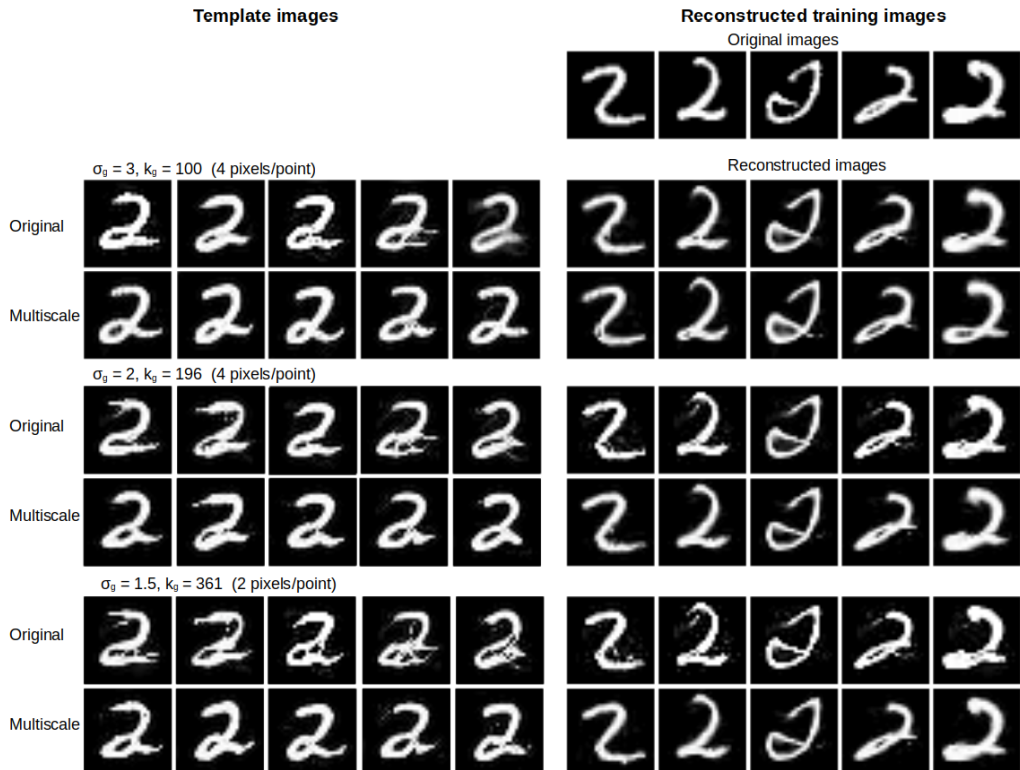 Template images
Reconstructed training images
Original images
σg = 3, kg = 100 (4 pixels/point)
Reconstructed images
Original
Multiscale
σg = 2, kg = 196 (4 pixels/point)
Original
Multiscale
σg = 1.5, kg = 361 (2 pixels/point)
Original
Multiscale